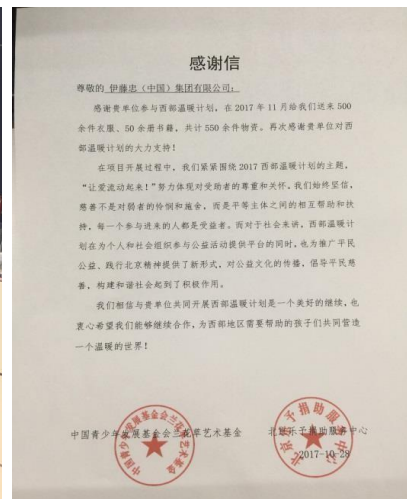 感谢信
尊敬的 伊藤忠（中国）集团有限公司：
感谢贵单位参与西部温暖计划，在 2017 年 11 月给我们送来 500
余件衣服、50 余册书籍，共计 550 余件物资。再次感谢贵单位对西
部温暖计划的大力支持！
在项目开展过程中，我们紧紧围绕 2017 西部温暖计划的主题，
“让爱流动起来！”努力体现对受助者的尊重和关怀。我们始终坚信，
慈善不是对弱者的怜悯和施舍，而是平等主体之间的相互帮助和扶
持，每一个参与进来的人都是受益者。而对于社会来讲，西部温暖计
划在为个人和社会组织参与公益活动提供平台的同时，也为推广平民
公益、践行北京精神提供了新形式，对公益文化的传播，倡导平民慈
善，构建和谐社会起到了积极作用。
我们相信与贵单位共同开展西部温暖计划是一个美好的继续，也
衷心希望我们能够继续合作，为西部地区需要帮助的孩子们共同营造
一个温暖的世界！
中国青少年发展基金会兰花草艺术基金
北京乐予捐助服务中心
2017-10-28